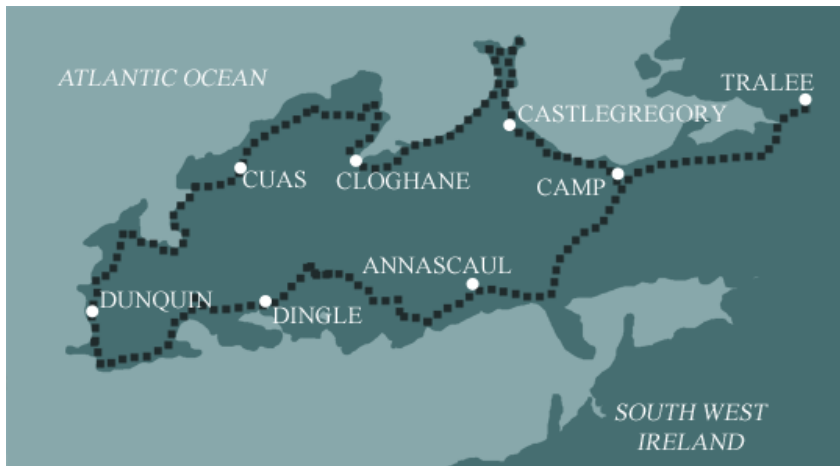 ATLANTIC OCEAN
TRALEE
CASTLEGREGORY
CUAS
CLOGHANE
CAMP
ANNASCAUL
DUNQUIN
DINGLE
SOUTH WEST
IRELAND